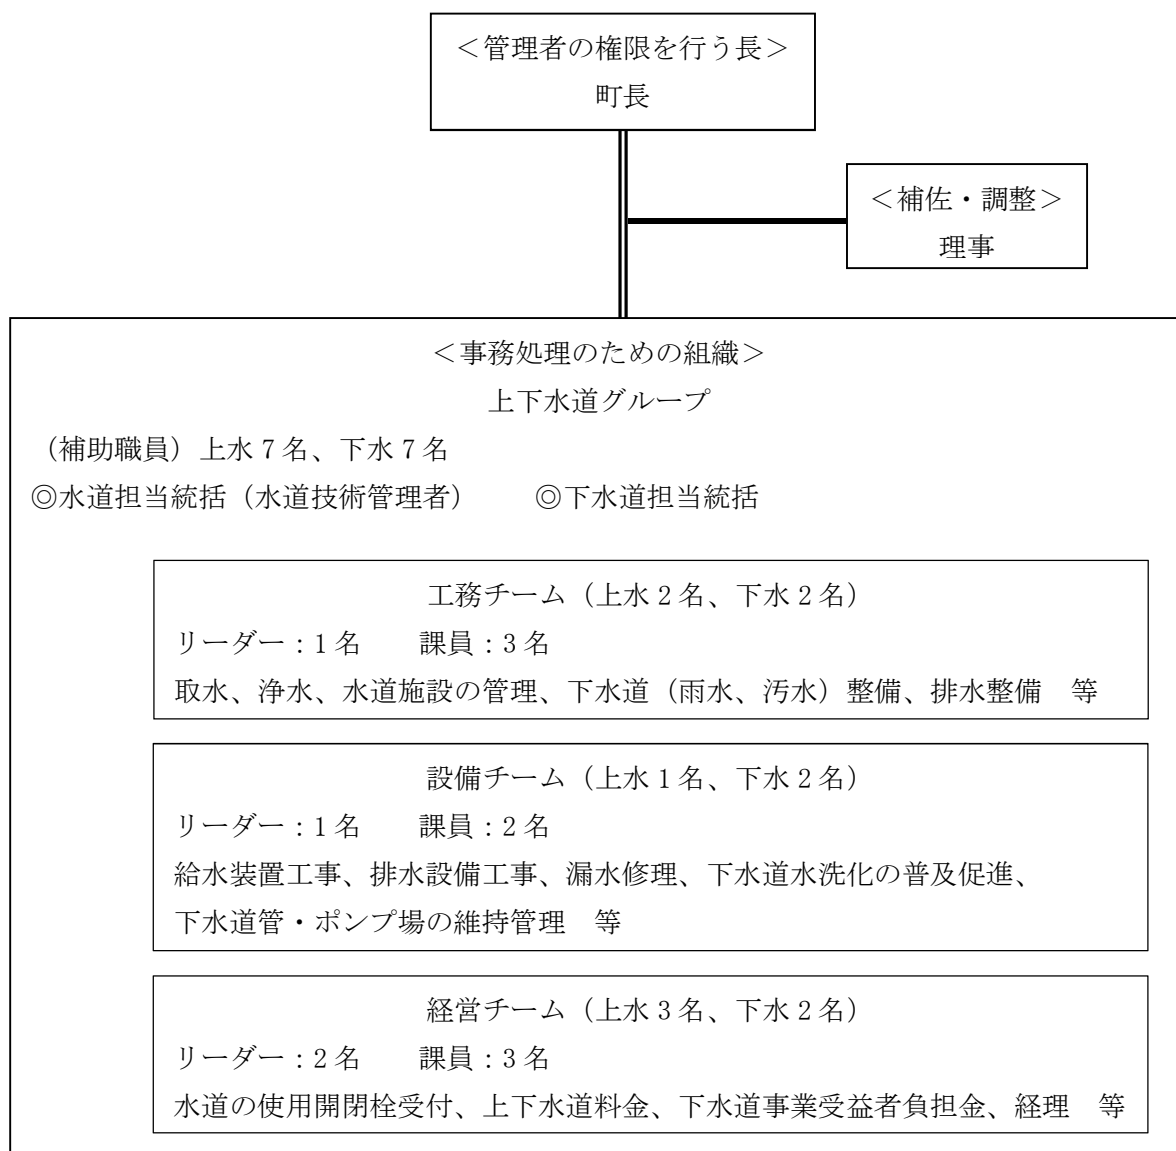 ＜管理者の権限を行う長＞
町長
＜補佐・調整＞
理事
＜事務処理のための組織＞
上下水道グループ
（補助職員）上水 7 名、下水 7 名
◎水道担当統括（水道技術管理者）　　◎下水道担当統括
工務チーム（上水 2 名、下水 2 名）
リーダー：1 名　　課員：3 名
取水、浄水、水道施設の管理、下水道（雨水、汚水）整備、排水整備　等
設備チーム（上水 1 名、下水 2 名）
リーダー：1 名　　課員：2 名
給水装置工事、排水設備工事、漏水修理、下水道水洗化の普及促進、
下水道管・ポンプ場の維持管理　等
経営チーム（上水 3 名、下水 2 名）
リーダー：2 名　　課員：3 名
水道の使用開閉栓受付、上下水道料金、下水道事業受益者負担金、経理　等